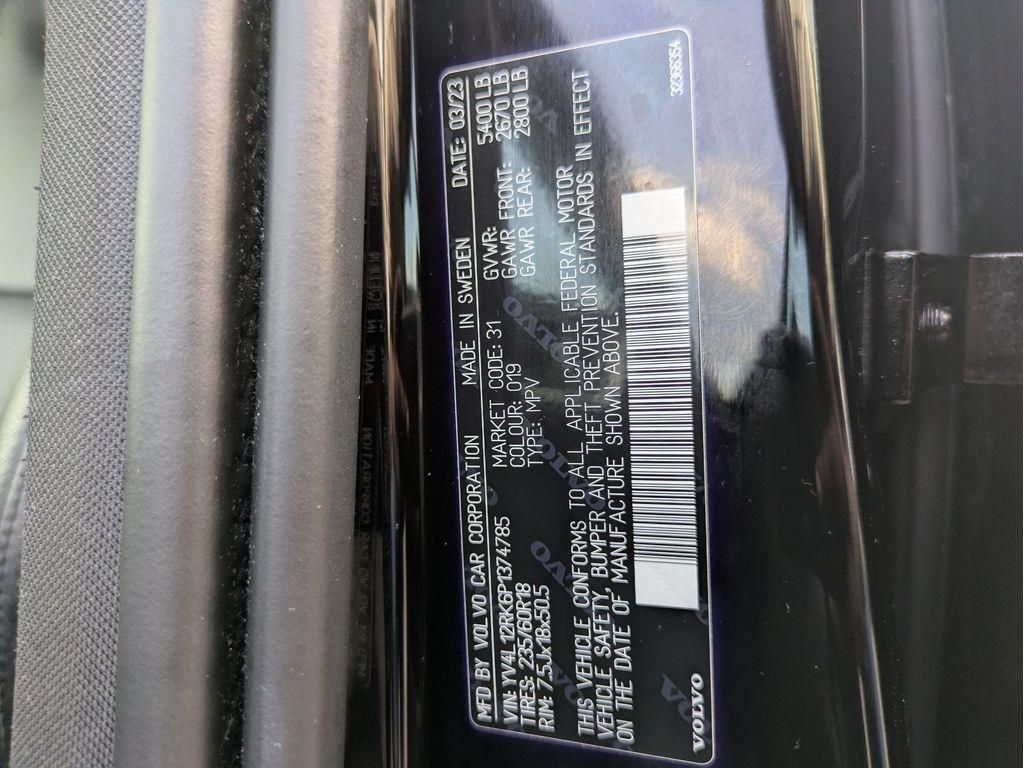 MFD BY VOLVO CAR CORPORATION MADE IN SWEDEN DATE: 03/23
VIN: YV4L12RK6P1374785 MARKET CODE: 31 GVWR: 5400 LB
TIRES: 235/60R18 COLOUR: 019 GAWR FRONT: 2670 LB
RIM: 7.5Jx18x50.5 TYPE: MPV GAWR REAR: 2800 LB
THIS VEHICLE CONFORMS TO ALL APPLICABLE FEDERAL MOTOR
VEHICLE SAFETY, BUMPER AND THEFT PREVENTION STANDARDS IN EFFECT
ON THE DATE OF MANUFACTURE SHOWN ABOVE.
VOLVO 32366354